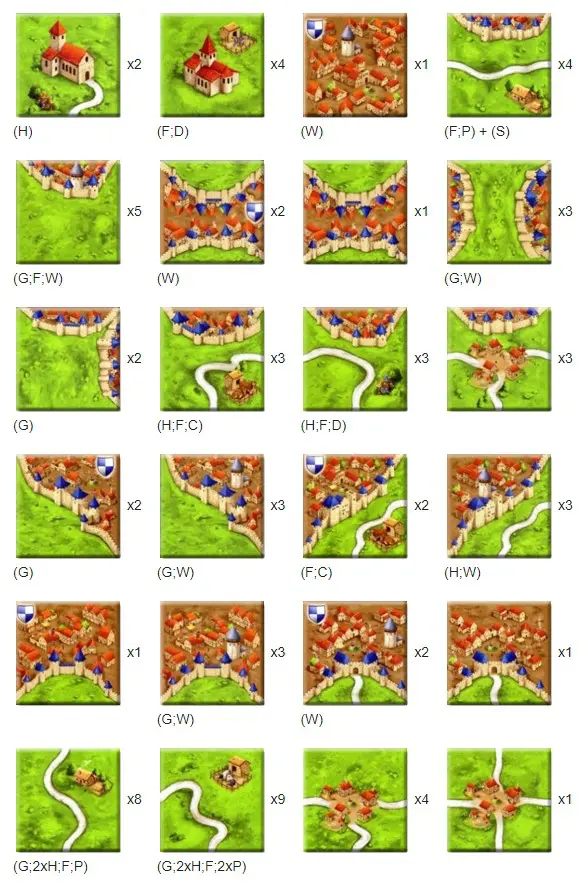 x2
x4
x1
x4
(H)
(F;D)
(W)
(F;P) + (S)
x5
x2
x1
x3
(G;F;W)
(W)
(G;W)
x2
x3
x3
x3
(G)
(H;F;C)
(H;F;D)
x2
x3
x2
x3
(G)
(G;W)
(F;C)
(H;W)
x1
x3
x2
x1
(G;W)
(W)
x8
x9
x4
x1
(G;2xH;F;P)
(G;2xH;F;2xP)